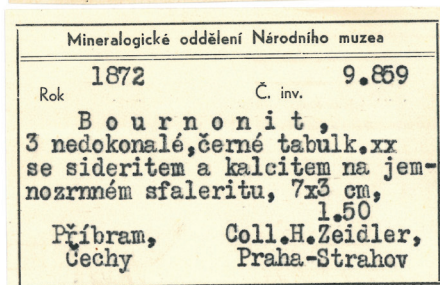 Mineralogické oddělení Národního muzea
1872 9.859
Rok Č. inv.
Bournonit,
3 nedokonalé,černé tabulk.xx
se sideritem a kalcitem na jem-
nozrnném sfaleritu, 7x3 cm,
1.50
Příbram, Coll.H.Zeidler,
Čechy Praha-Strahov